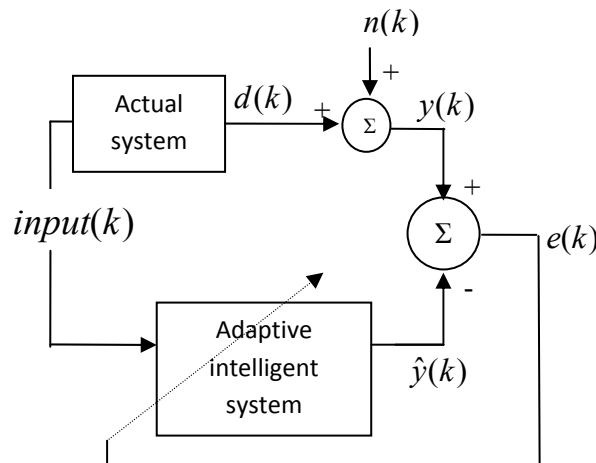 n(k)
+
Actual
system
d(k)
+
Σ
y(k)
+
input(k)
Σ
e(k)
-
Adaptive
intelligent
system
ŷ(k)